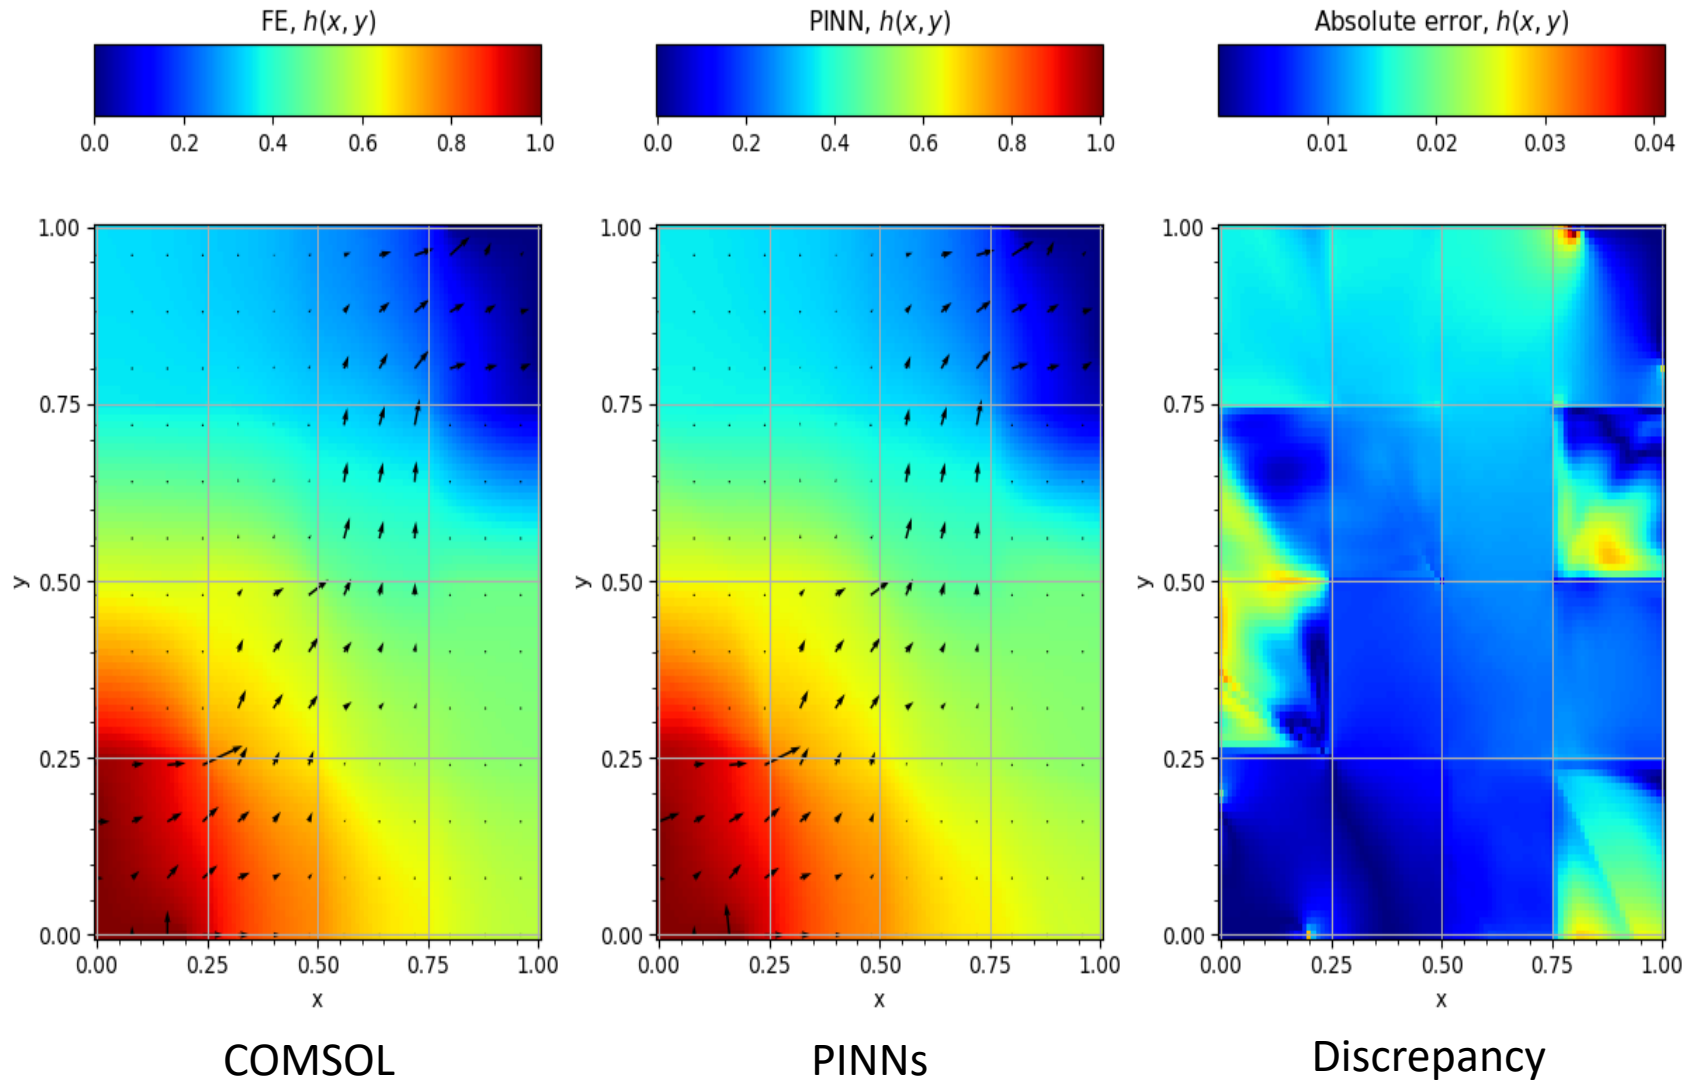 FE, h(x, y)
PINN, h(x, y)
Absolute error, h(x, y)
0.0 0.2 0.4 0.6 0.8 1.0
0.0 0.2 0.4 0.6 0.8 1.0
0.01 0.02 0.03 0.04
1.00
0.75
0.50
0.25
0.00
y
0.00 0.25 0.50 0.75 1.00
x
1.00
0.75
0.50
0.25
0.00
y
0.00 0.25 0.50 0.75 1.00
x
1.00
0.75
0.50
0.25
0.00
y
0.00 0.25 0.50 0.75 1.00
x
COMSOL
PINNs
Discrepancy